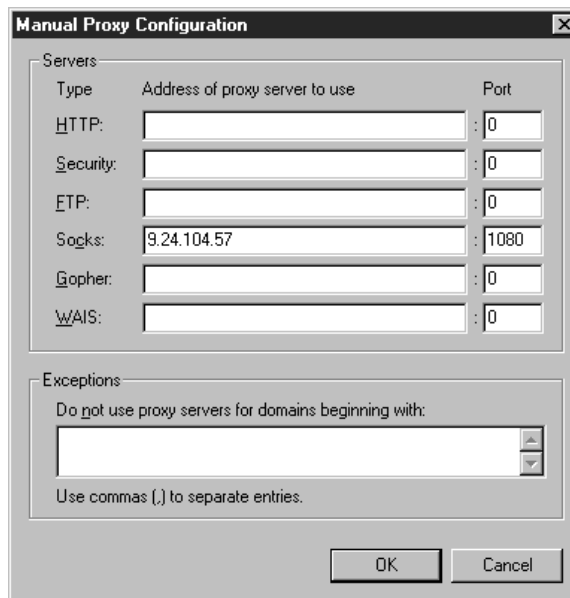 Manual Proxy Configuration
Servers
Type Address of proxy server to use Port
HTTP: : 0
Security: : 0
FTP: : 0
Socks: 9.24.104.57 : 1080
Gopher: : 0
WAIS: : 0
Exceptions
Do not use proxy servers for domains beginning with:
Use commas (,) to separate entries.
OK Cancel